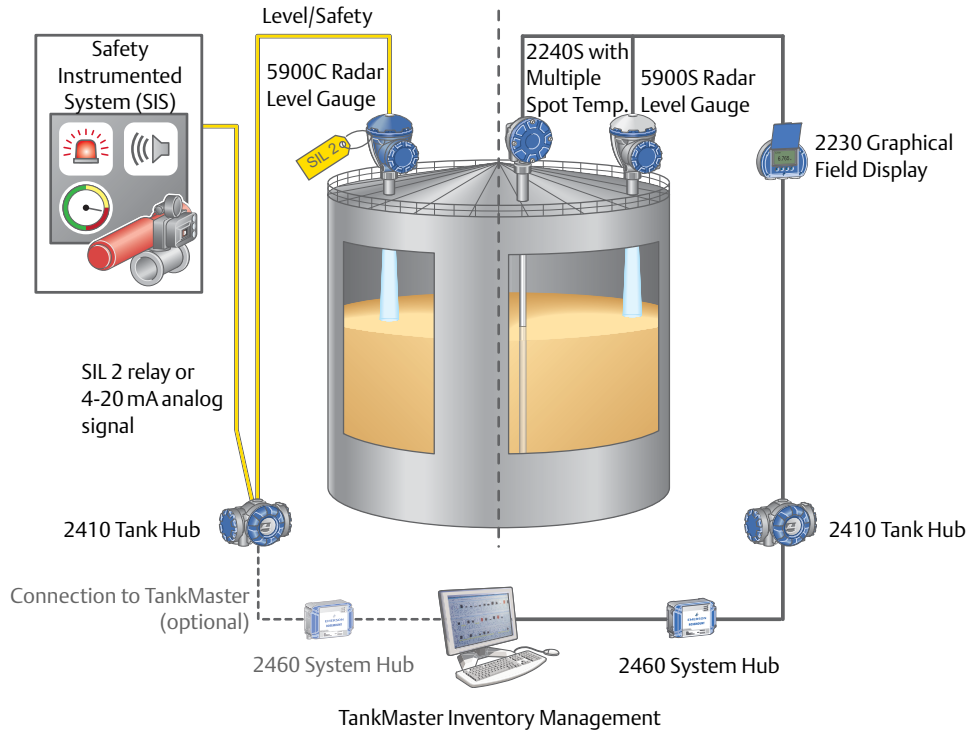 Level/Safety
Safety
Instrumented
System (SIS)
5900C Radar
Level Gauge
SIL 2
2240S with
Multiple
Spot Temp.
5900S Radar
Level Gauge
2230 Graphical
Field Display
SIL 2 relay or
4-20 mA analog
signal
2410 Tank Hub
2410 Tank Hub
Connection to TankMaster
(optional)
2460 System Hub
2460 System Hub
EMERSON
EMERSON
TankMaster Inventory Management